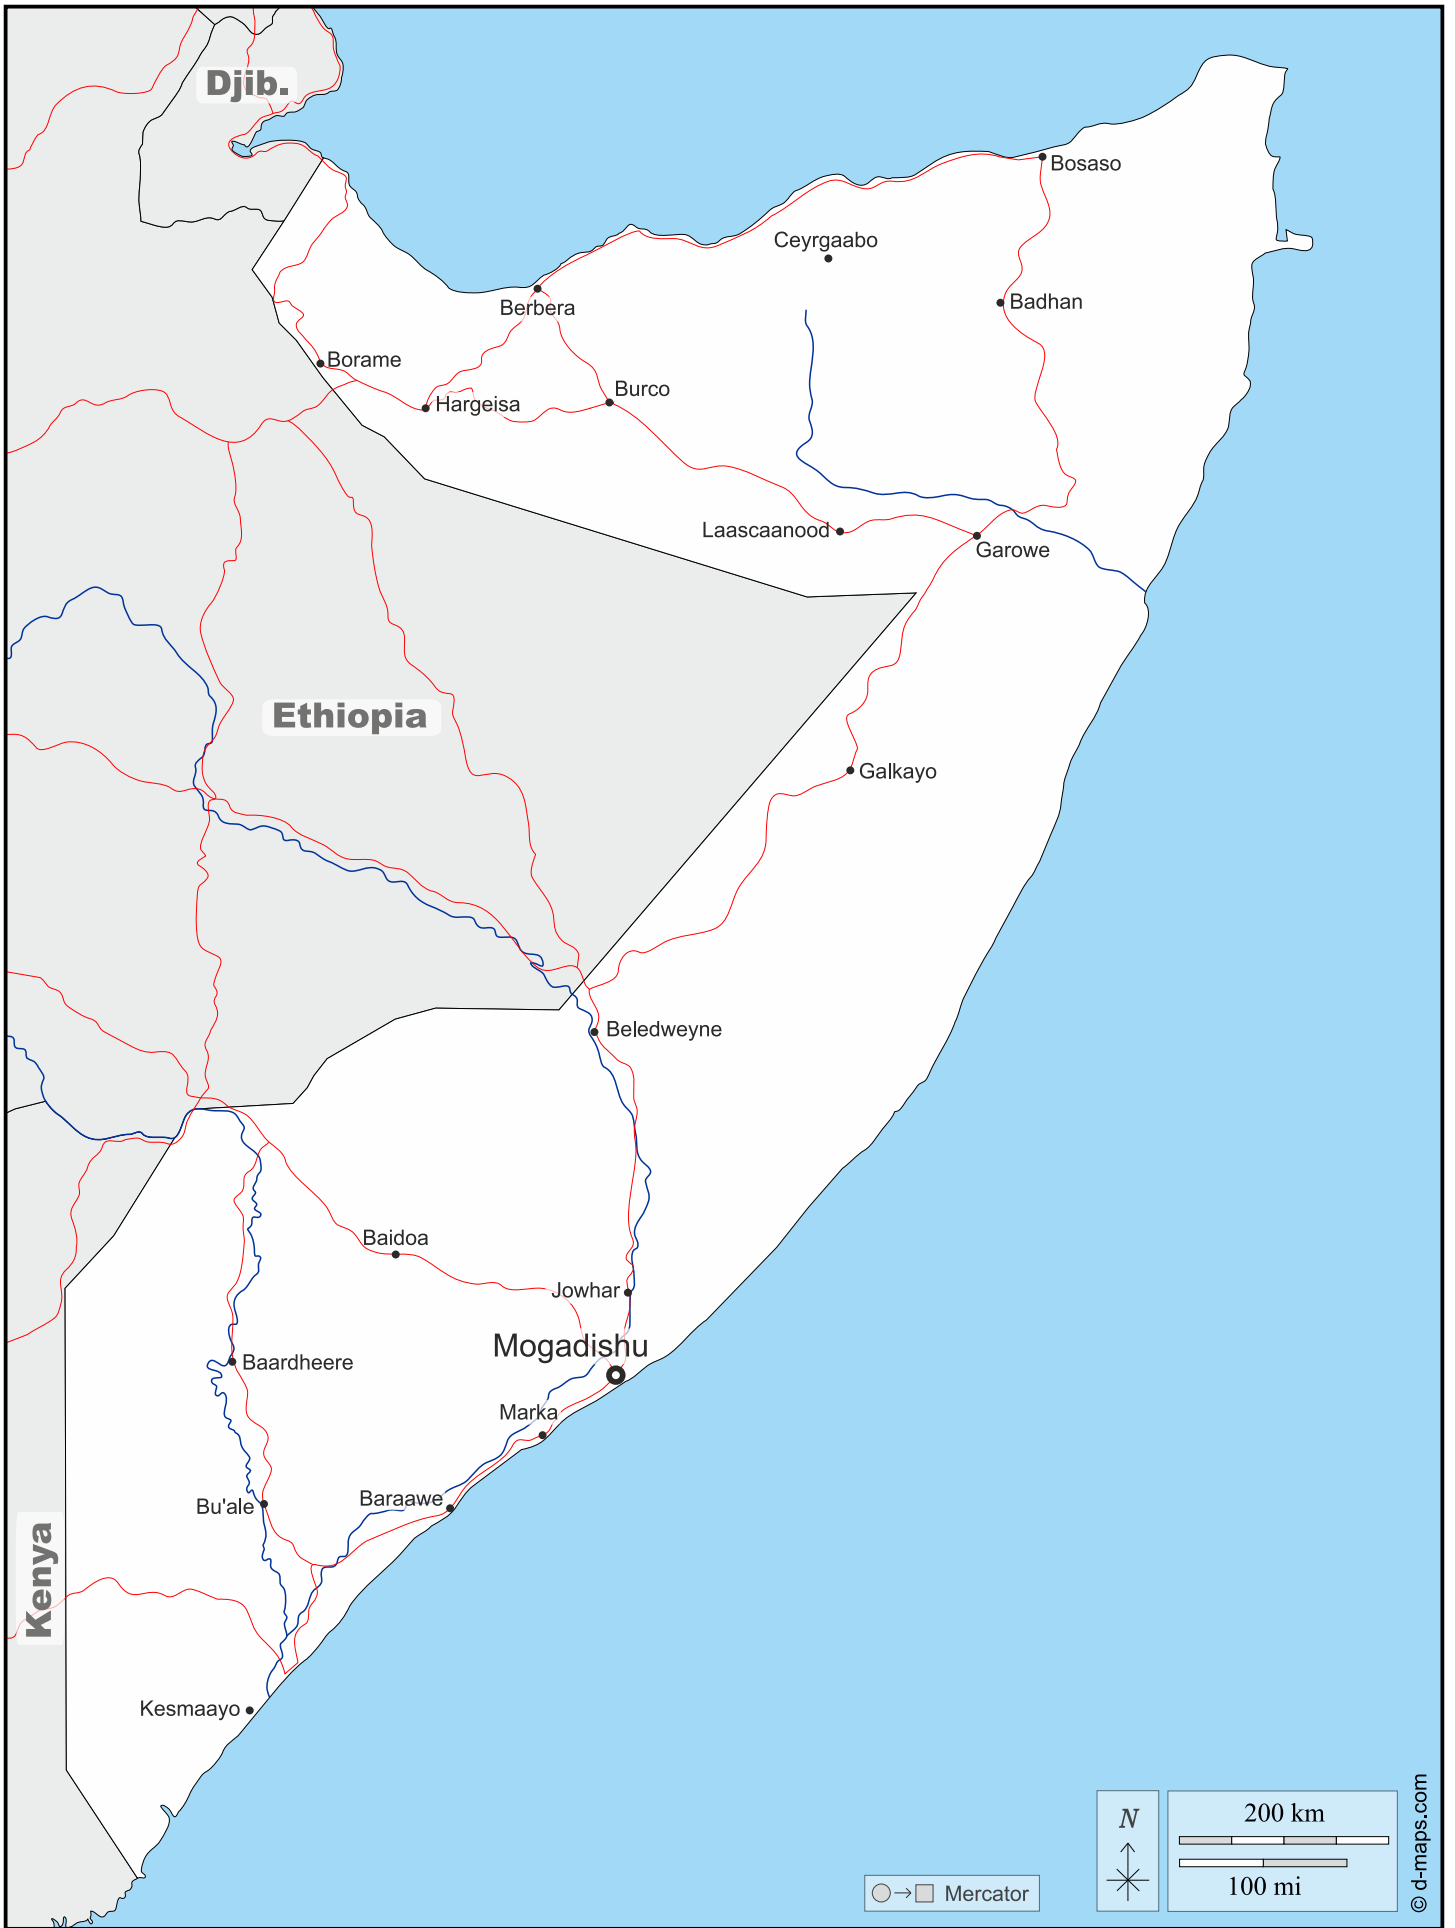 Djib.
Bosaso
Ceyrgaabo
Badhan
Berbera
Borame
Burco
Hargeisa
Laascaanood
Garowe
Ethiopia
Galkayo
Beledweyne
Baidoa
Jowhar
Mogadishu
Baardheere
Marka
Baraawe
Bu'ale
Kenya
Kesmaayo
N
200 km
100 mi
Mercator
© d-maps.com